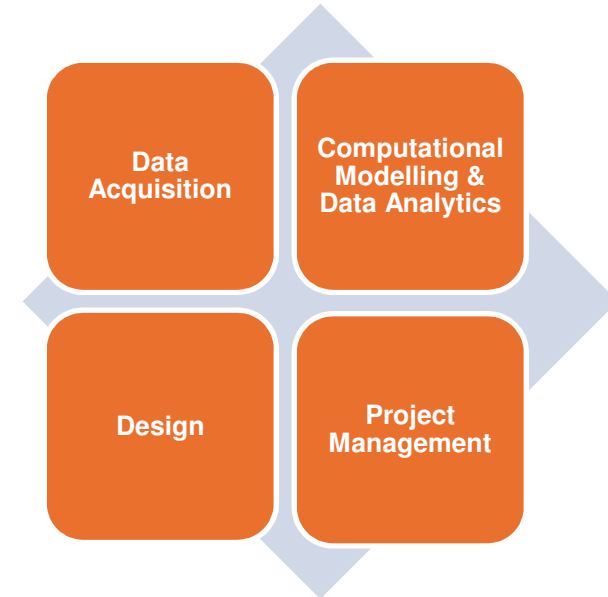 Data
Acquisition
Computational
Modelling &
Data Analytics
Design
Project
Management